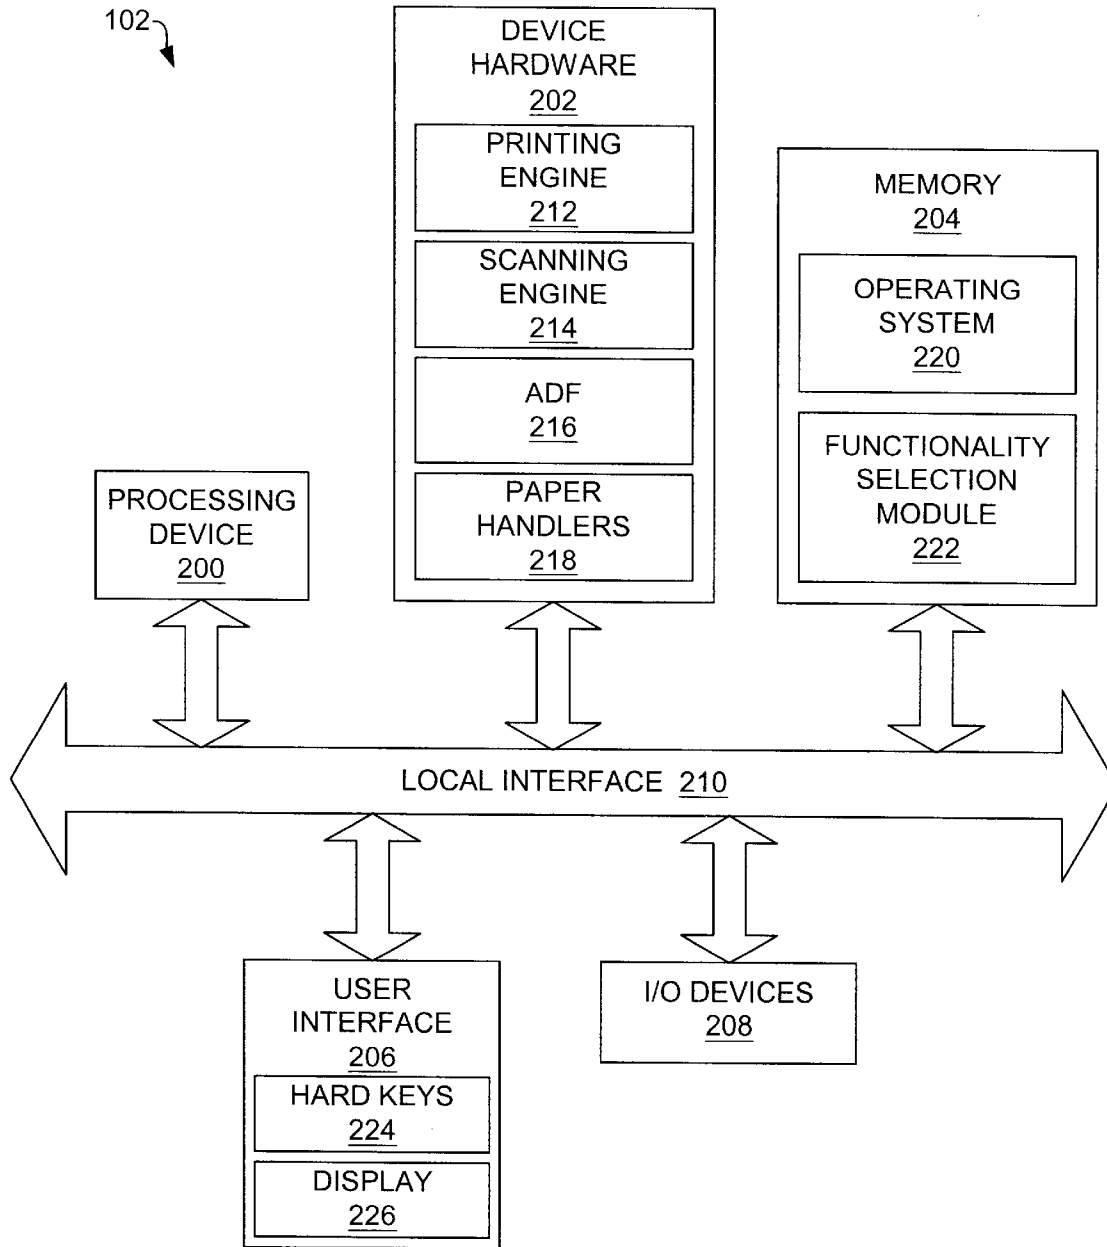 102
DEVICE
HARDWARE
202
PRINTING
ENGINE
212
SCANNING
ENGINE
214
ADF
216
PAPER
HANDLERS
218
MEMORY
204
OPERATING
SYSTEM
220
FUNCTIONALITY
SELECTION
MODULE
222
PROCESSING
DEVICE
200
LOCAL INTERFACE 210
USER
INTERFACE
206
HARD KEYS
224
DISPLAY
226
I/O DEVICES
208